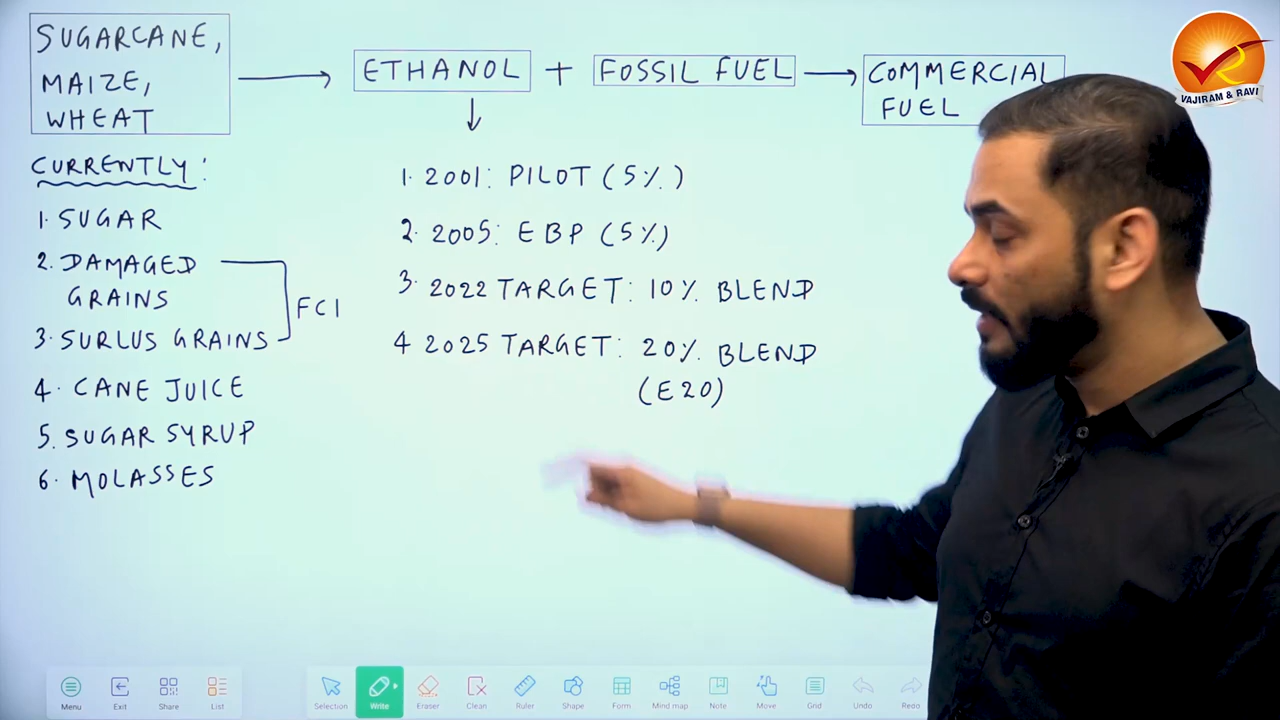 SUGARCANE,
MAIZE,
WHEAT
ETHANOL + FOSSIL FUEL
COMMERCIAL
FUEL
VAJIRAM & RAVI
CURRENTLY:
1. SUGAR
2. DAMAGED
GRAINS
3. SURLUS GRAINS
FCI
4. CANE JUICE
5. SUGAR SYRUP
6. MOLASSES
1. 2001: PILOT (5%)
2. 2005: EBP (5%)
3. 2022 TARGET: 10% BLEND
4 2025 TARGET: 20% BLEND
(E20)
Menu
Exit
Share
List
Selection
Write
Eraser
Clean
Ruler
Shape
Form
Mind map
Note
Move
Grid
Undo
Redo